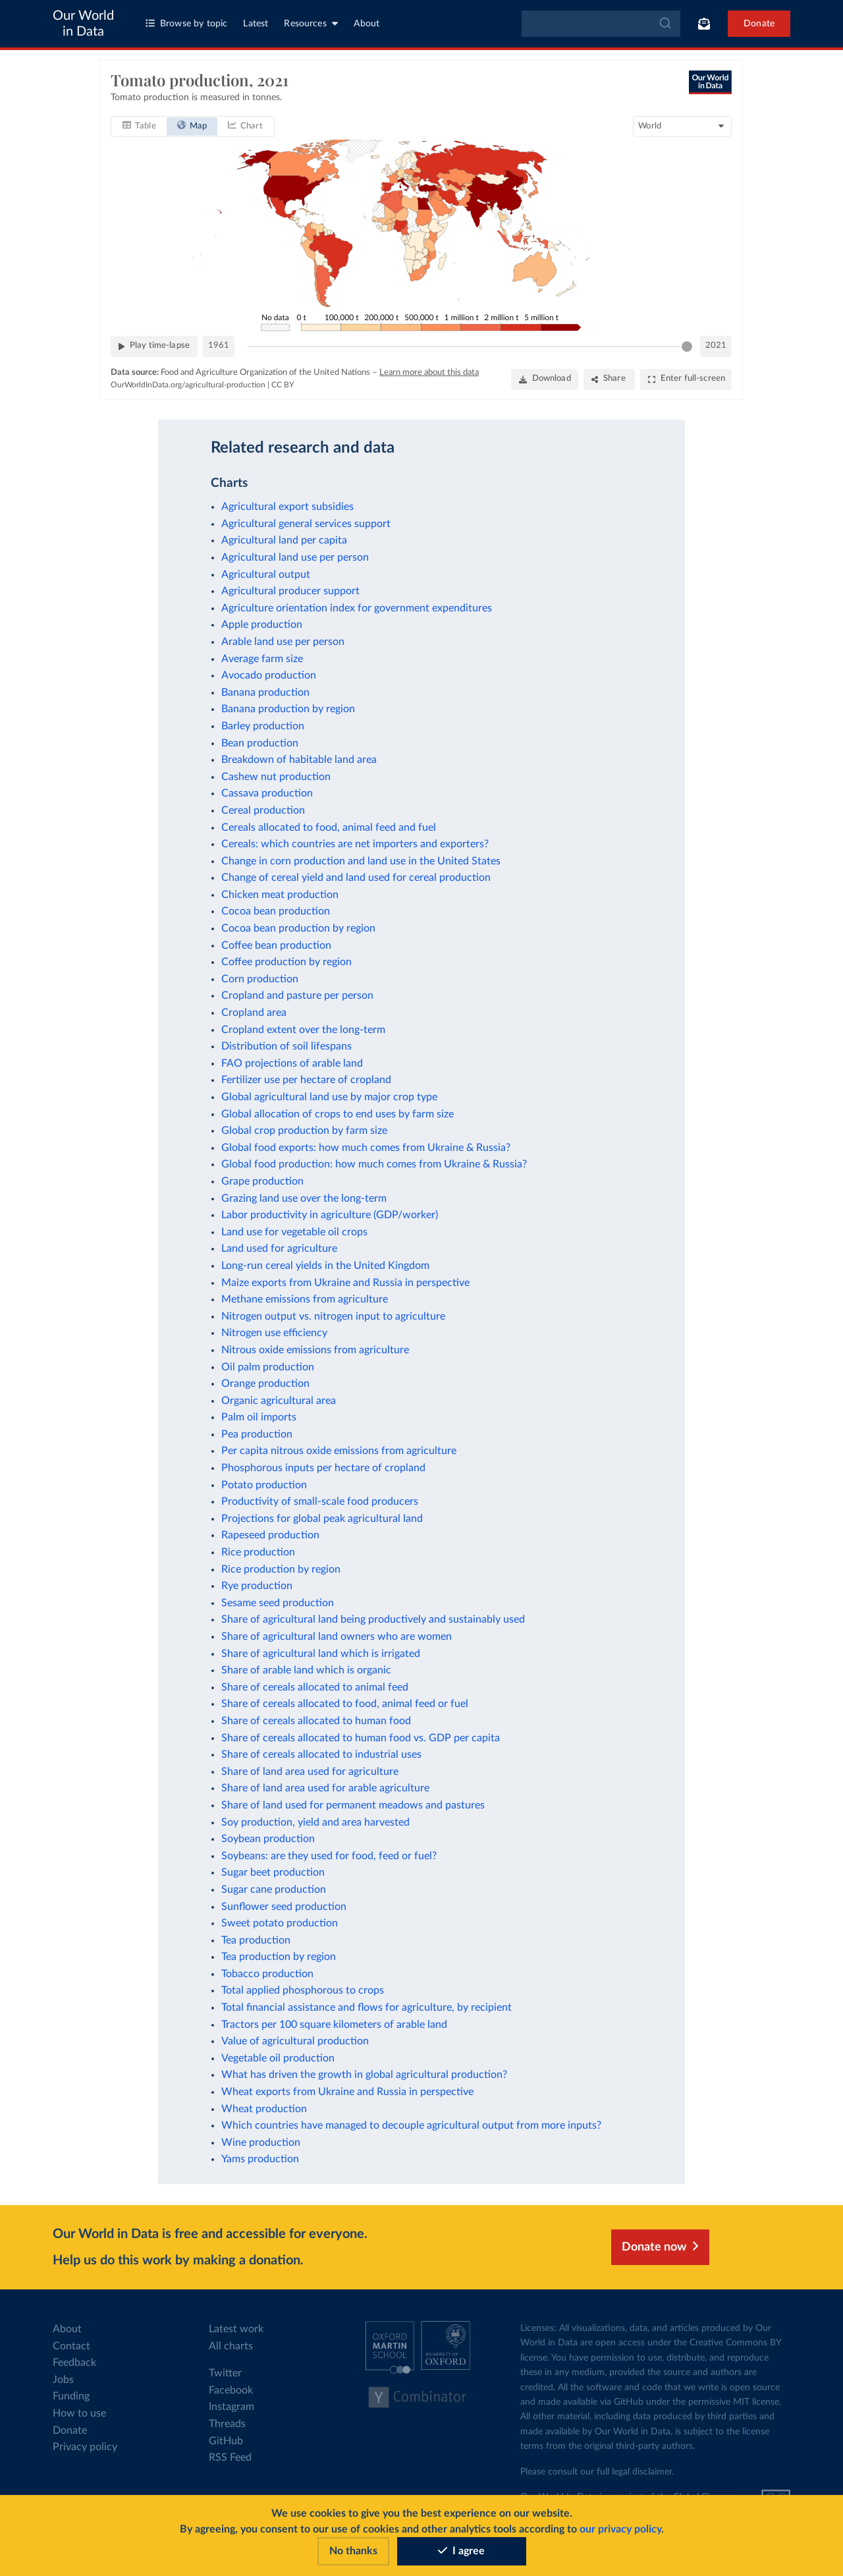 Our World
in Data
Browse by topic
Latest
Resources
About
Donate
Tomato production, 2021
Tomato production is measured in tonnes.
Our World
in Data
Table
Map
Chart
World
No data
0 t
100,000 t
200,000 t
500,000 t
1 million t
2 million t
5 million t
Play time-lapse
1961
2021
Data source: Food and Agriculture Organization of the United Nations – Learn more about this data
OurWorldInData.org/agricultural-production | CC BY
Download
Share
Enter full-screen
Related research and data
Charts
Agricultural export subsidies
Agricultural general services support
Agricultural land per capita
Agricultural land use per person
Agricultural output
Agricultural producer support
Agriculture orientation index for government expenditures
Apple production
Arable land use per person
Average farm size
Avocado production
Banana production
Banana production by region
Barley production
Bean production
Breakdown of habitable land area
Cashew nut production
Cassava production
Cereal production
Cereals allocated to food, animal feed and fuel
Cereals: which countries are net importers and exporters?
Change in corn production and land use in the United States
Change of cereal yield and land used for cereal production
Chicken meat production
Cocoa bean production
Cocoa bean production by region
Coffee bean production
Coffee production by region
Corn production
Cropland and pasture per person
Cropland area
Cropland extent over the long-term
Distribution of soil lifespans
FAO projections of arable land
Fertilizer use per hectare of cropland
Global agricultural land use by major crop type
Global allocation of crops to end uses by farm size
Global crop production by farm size
Global food exports: how much comes from Ukraine & Russia?
Global food production: how much comes from Ukraine & Russia?
Grape production
Grazing land use over the long-term
Labor productivity in agriculture (GDP/worker)
Land use for vegetable oil crops
Land used for agriculture
Long-run cereal yields in the United Kingdom
Maize exports from Ukraine and Russia in perspective
Methane emissions from agriculture
Nitrogen output vs. nitrogen input to agriculture
Nitrogen use efficiency
Nitrous oxide emissions from agriculture
Oil palm production
Orange production
Organic agricultural area
Palm oil imports
Pea production
Per capita nitrous oxide emissions from agriculture
Phosphorous inputs per hectare of cropland
Potato production
Productivity of small-scale food producers
Projections for global peak agricultural land
Rapeseed production
Rice production
Rice production by region
Rye production
Sesame seed production
Share of agricultural land being productively and sustainably used
Share of agricultural land owners who are women
Share of agricultural land which is irrigated
Share of arable land which is organic
Share of cereals allocated to animal feed
Share of cereals allocated to food, animal feed or fuel
Share of cereals allocated to human food
Share of cereals allocated to human food vs. GDP per capita
Share of cereals allocated to industrial uses
Share of land area used for agriculture
Share of land area used for arable agriculture
Share of land used for permanent meadows and pastures
Soy production, yield and area harvested
Soybean production
Soybeans: are they used for food, feed or fuel?
Sugar beet production
Sugar cane production
Sunflower seed production
Sweet potato production
Tea production
Tea production by region
Tobacco production
Total applied phosphorous to crops
Total financial assistance and flows for agriculture, by recipient
Tractors per 100 square kilometers of arable land
Value of agricultural production
Vegetable oil production
What has driven the growth in global agricultural production?
Wheat exports from Ukraine and Russia in perspective
Wheat production
Which countries have managed to decouple agricultural output from more inputs?
Wine production
Yams production
Our World in Data is free and accessible for everyone.
Help us do this work by making a donation.
Donate now
About
Contact
Feedback
Jobs
Funding
How to use
Donate
Privacy policy
Latest work
All charts
Twitter
Facebook
Instagram
Threads
GitHub
RSS Feed
OXFORD
MARTIN
SCHOOL
UNIVERSITY OF
OXFORD
Y Combinator
Licenses: All visualizations, data, and articles produced by Our
World in Data are open access under the Creative Commons BY
license. You have permission to use, distribute, and reproduce
these in any medium, provided the source and authors are
credited. All the software and code that we write is open source
and made available via GitHub under the permissive MIT license.
All other material, including data produced by third parties and
made available by Our World in Data, is subject to the license
terms from the original third-party authors.
Please consult our full legal disclaimer.
We use cookies to give you the best experience on our website.
By agreeing, you consent to our use of cookies and other analytics tools according to our privacy policy.
No thanks
I agree